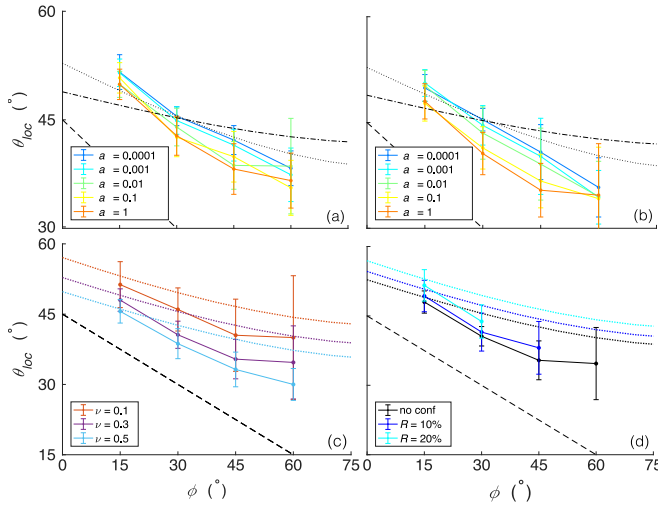 60
45
30
θloc (°)
a = 0.0001
a = 0.001
a = 0.01
a = 0.1
a = 1
(a)
a = 0.0001
a = 0.001
a = 0.01
a = 0.1
a = 1
(b)
60
45
30
15
θloc (°)
ν = 0.1
ν = 0.3
ν = 0.5
(c)
no conf
R = 10%
R = 20%
(d)
0 15 30 45 60 75
0 15 30 45 60 75
ϕ (°)
ϕ (°)